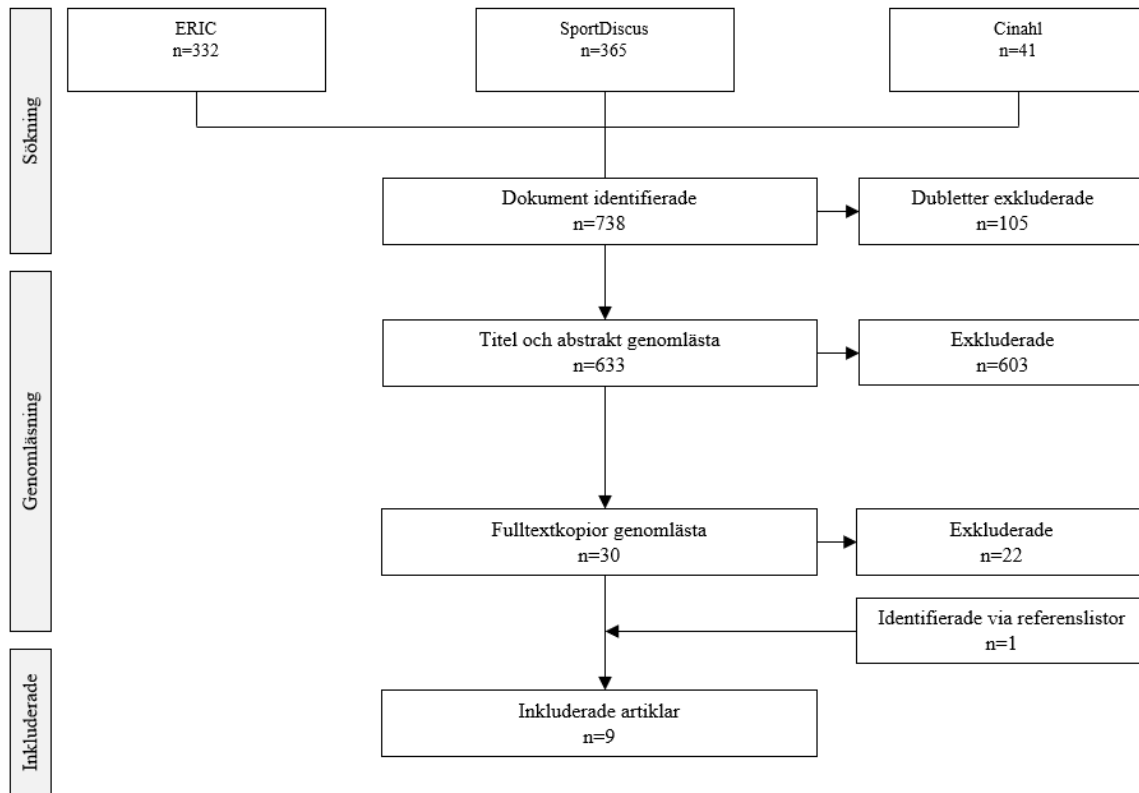 ERIC
n=332
SportDiscus
n=365
Cinahl
n=41
Sökning
Dokument identifierade
n=738
Dubletter exkluderade
n=105
Genomläsning
Titel och abstrakt genomlästa
n=633
Exkluderade
n=603
Fulltextkopior genomlästa
n=30
Exkluderade
n=22
Identifierade via referenslistor
n=1
Inkluderade
Inkluderade artiklar
n=9